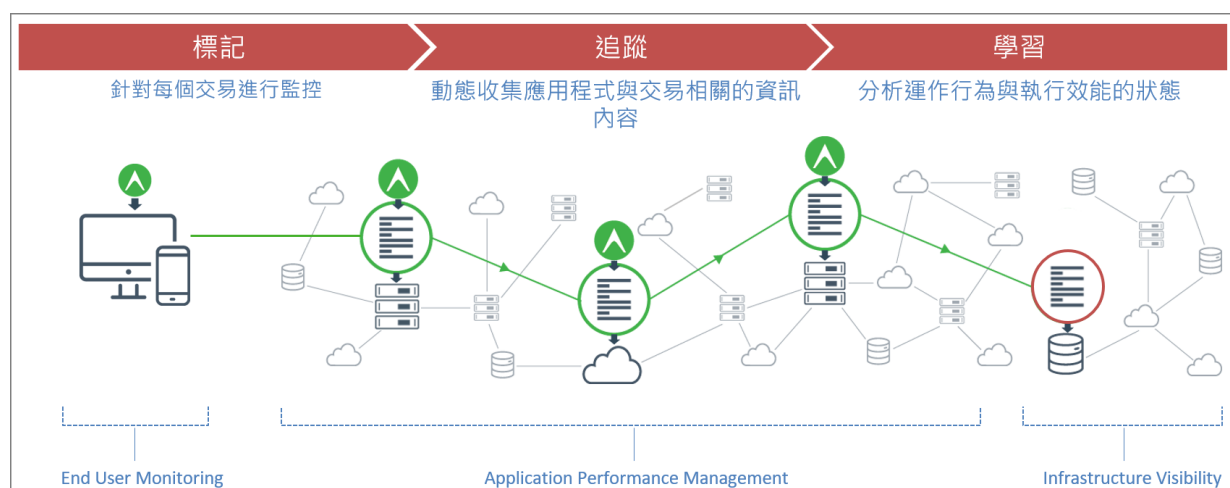 標記
追蹤
學習
針對每個交易進行監控
動態收集應用程式與交易相關的資訊
內容
分析運作行為與執行效能的狀態
End User Monitoring
Application Performance Management
Infrastructure Visibility